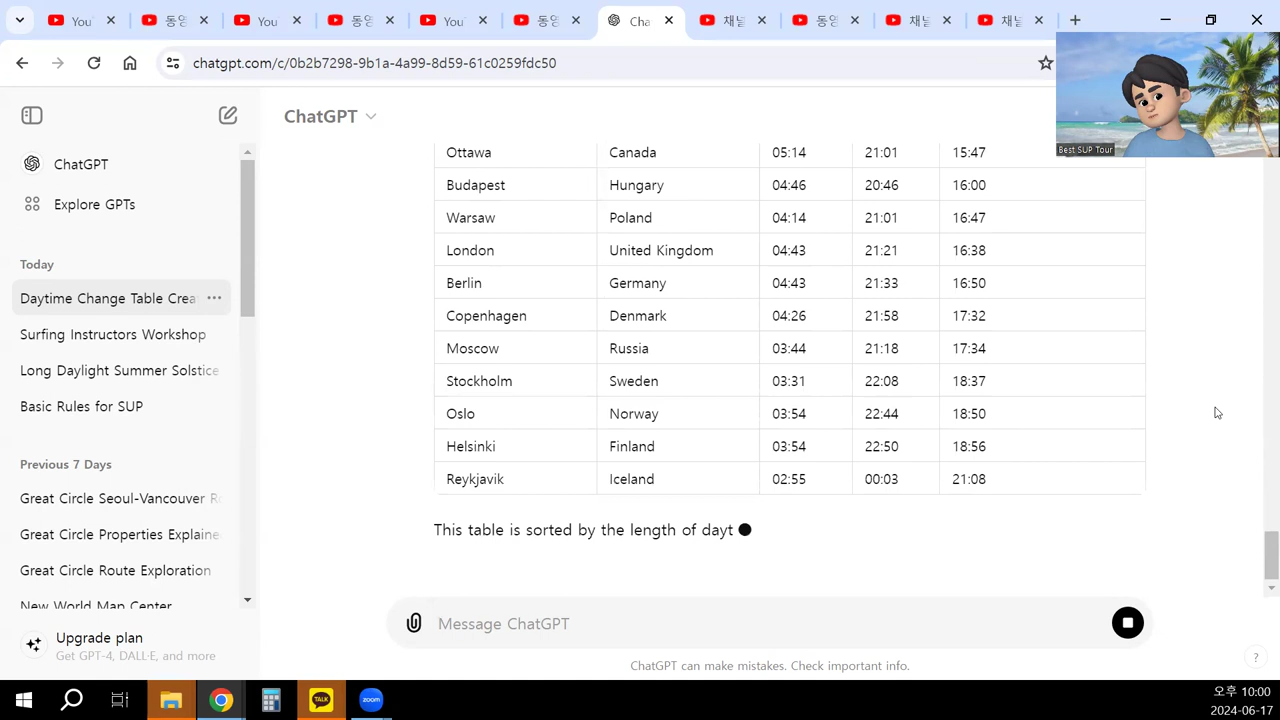 You
동영
You
동영
You
동영
Cha
채널
동영
채널
채널
chatgpt.com/c/0b2b7298-9b1a-4a99-8d59-61c0259fdc50
Best SUP Tour
ChatGPT
ChatGPT
Explore GPTs
Today
Daytime Change Table Crea
Surfing Instructors Workshop
Long Daylight Summer Solstice
Basic Rules for SUP
Previous 7 Days
Great Circle Seoul-Vancouver R
Great Circle Properties Explaine
Great Circle Route Exploration
New World Map Center
Upgrade plan
Get GPT-4, DALL·E, and more
Ottawa Canada 05:14 21:01 15:47
Budapest Hungary 04:46 20:46 16:00
Warsaw Poland 04:14 21:01 16:47
London United Kingdom 04:43 21:21 16:38
Berlin Germany 04:43 21:33 16:50
Copenhagen Denmark 04:26 21:58 17:32
Moscow Russia 03:44 21:18 17:34
Stockholm Sweden 03:31 22:08 18:37
Oslo Norway 03:54 22:44 18:50
Helsinki Finland 03:54 22:50 18:56
Reykjavik Iceland 02:55 00:03 21:08
This table is sorted by the length of dayt
Message ChatGPT
ChatGPT can make mistakes. Check important info.
?
TALK
zoom
오후 10:00
2024-06-17